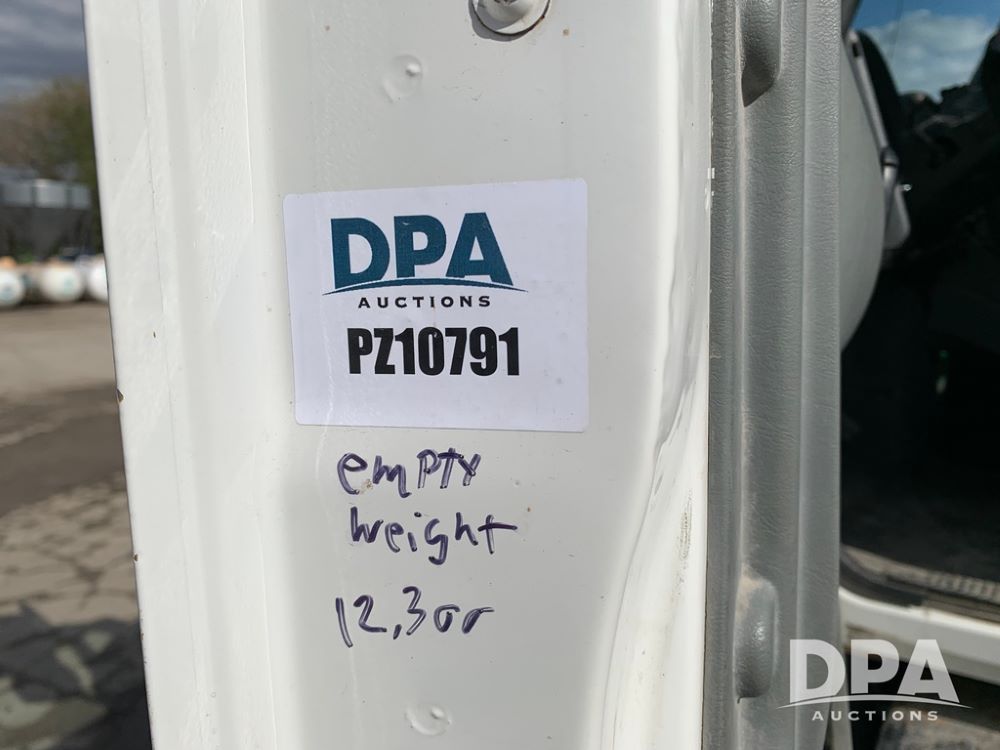 DPA
AUCTIONS
PZ10791
empty
weight
12,300
DPA
AUCTIONS